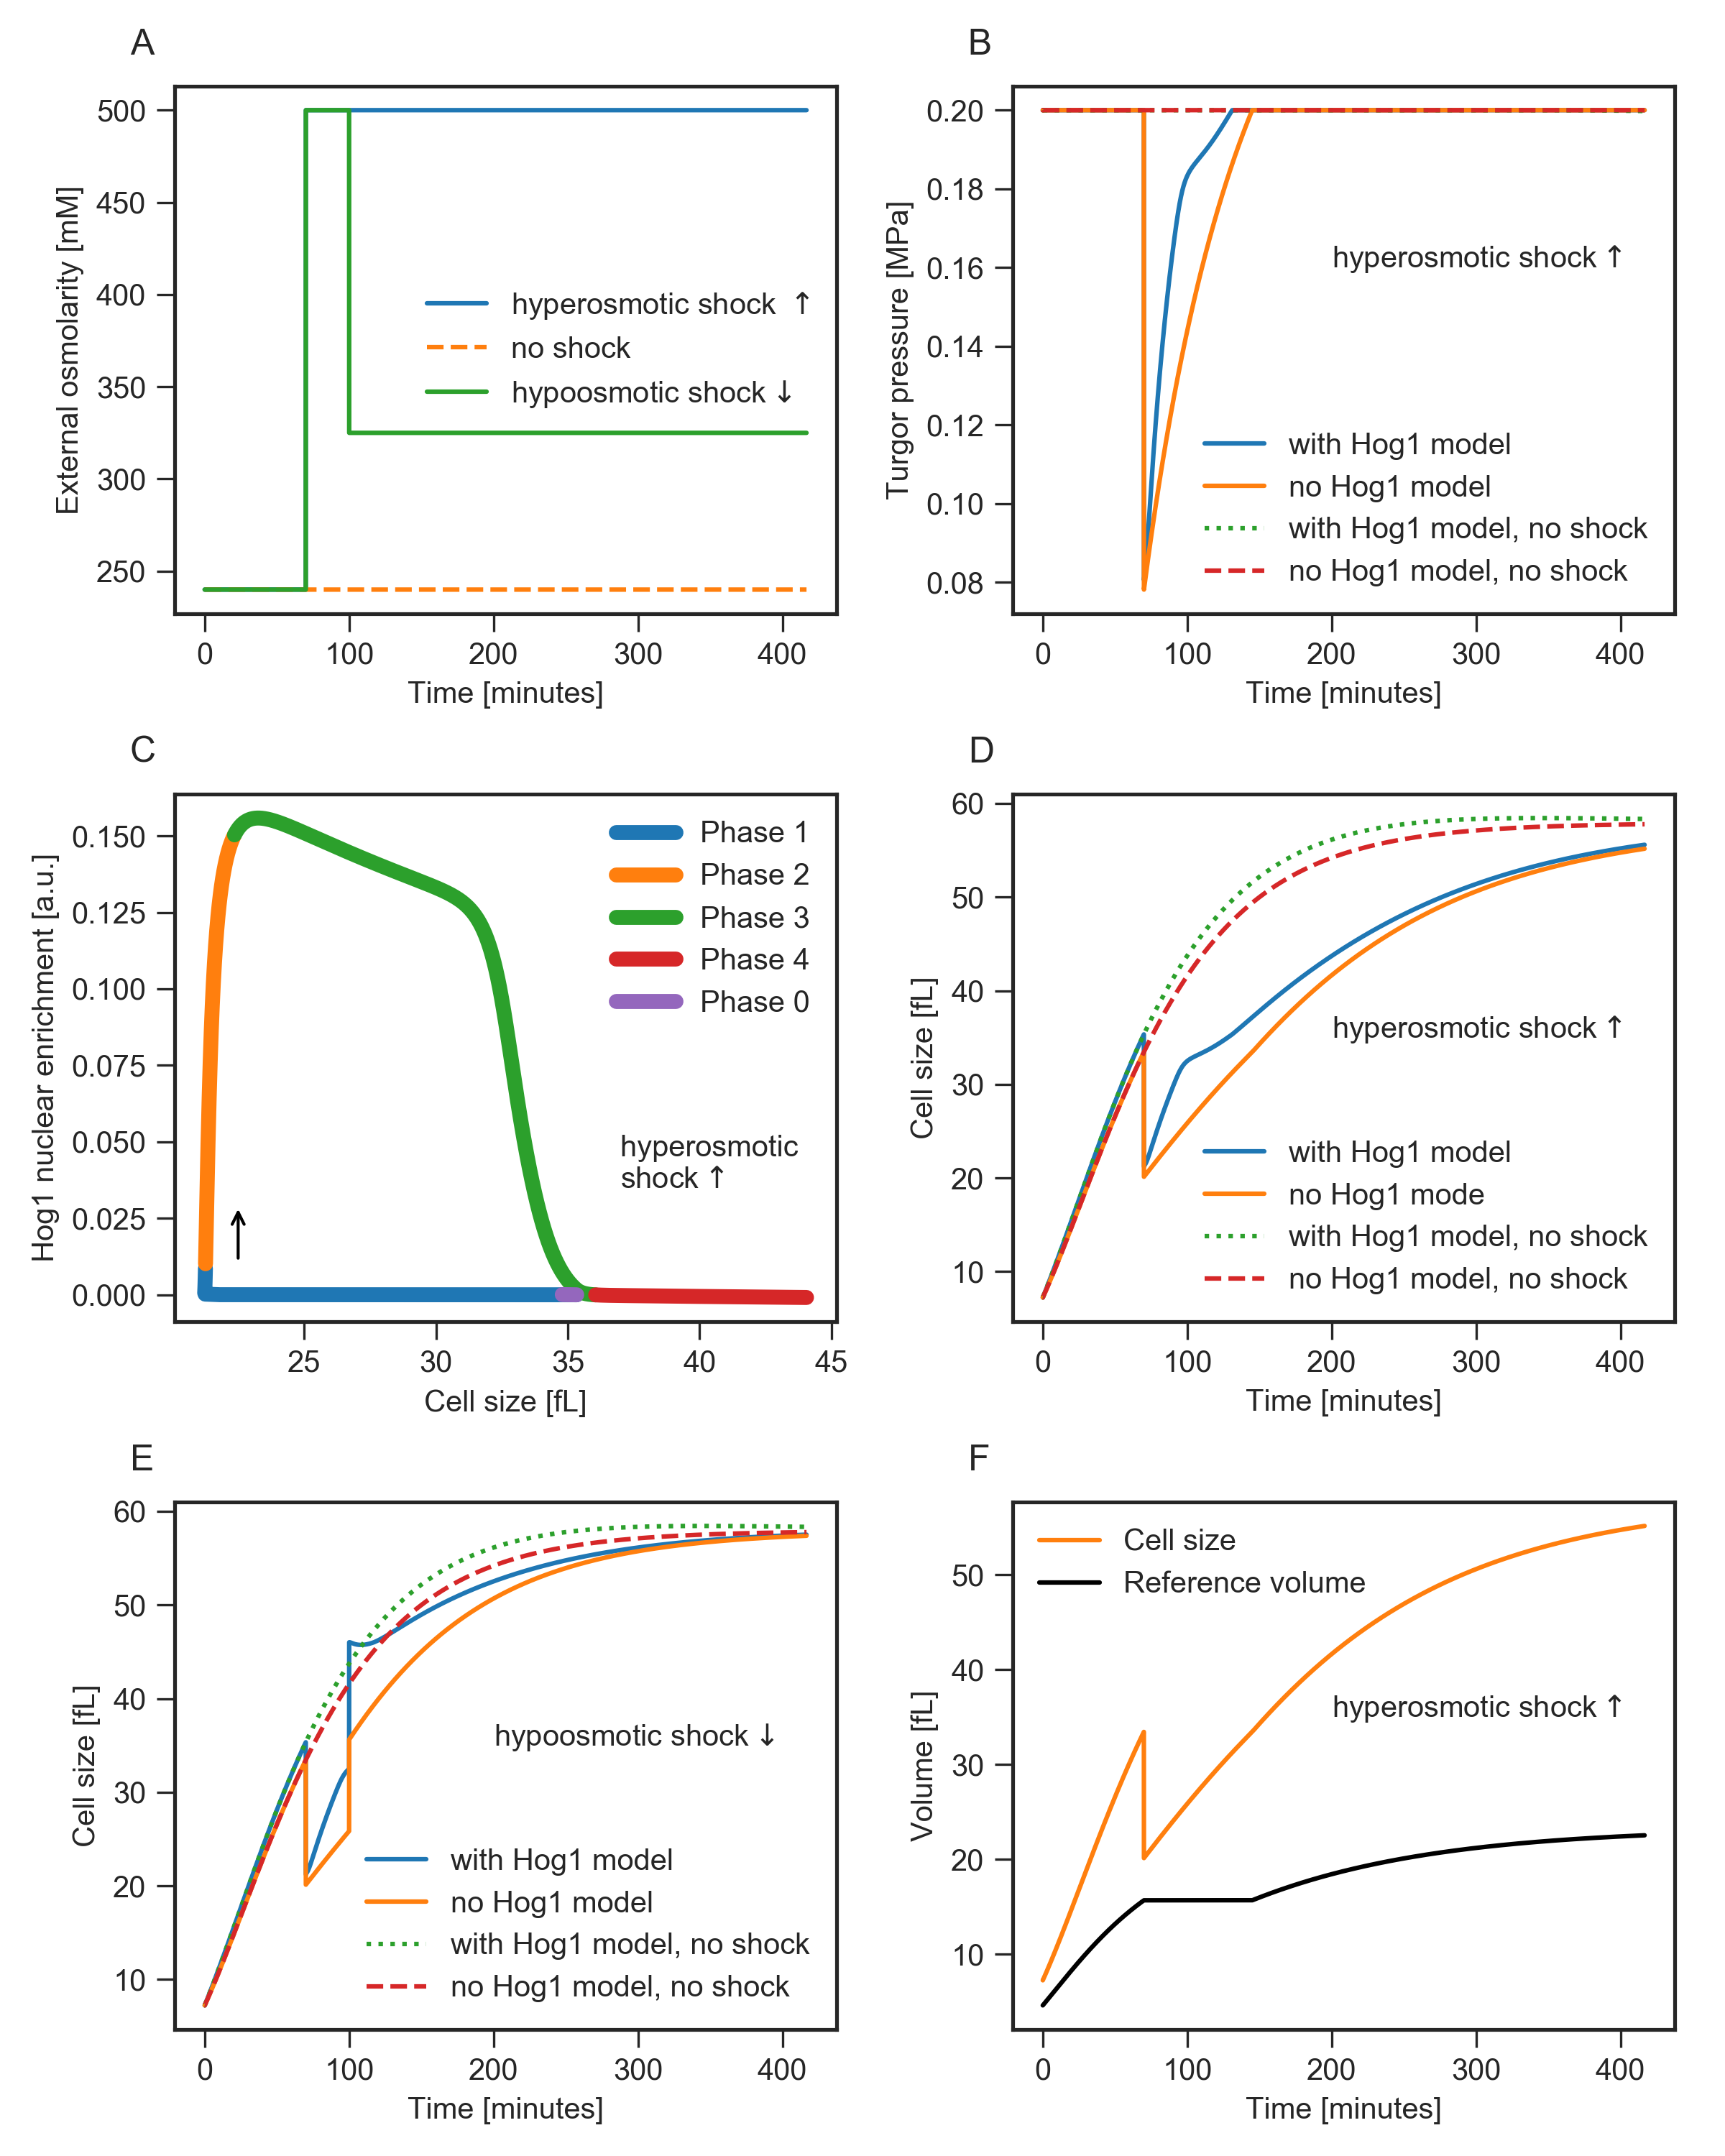 A
500
450
400
350
300
250
External osmolarity [mM]
hyperosmotic shock ↑
no shock
hypoosmotic shock ↓
0 100 200 300 400
Time [minutes]
B
0.20
0.18
0.16
0.14
0.12
0.10
0.08
Turgor pressure [MPa]
hyperosmotic shock ↑
with Hog1 model
no Hog1 model
with Hog1 model, no shock
no Hog1 model, no shock
0 100 200 300 400
Time [minutes]
C
0.150
0.125
0.100
0.075
0.050
0.025
0.000
Hog1 nuclear enrichment [a.u.]
Phase 1
Phase 2
Phase 3
Phase 4
Phase 0
hyperosmotic
shock ↑
25 30 35 40 45
Cell size [fL]
D
60
50
40
30
20
10
Cell size [fL]
hyperosmotic shock ↑
with Hog1 model
no Hog1 mode
with Hog1 model, no shock
no Hog1 model, no shock
0 100 200 300 400
Time [minutes]
E
60
50
40
30
20
10
Cell size [fL]
hypoosmotic shock ↓
with Hog1 model
no Hog1 model
with Hog1 model, no shock
no Hog1 model, no shock
0 100 200 300 400
Time [minutes]
F
50
40
30
20
10
Volume [fL]
Cell size
Reference volume
hyperosmotic shock ↑
0 100 200 300 400
Time [minutes]